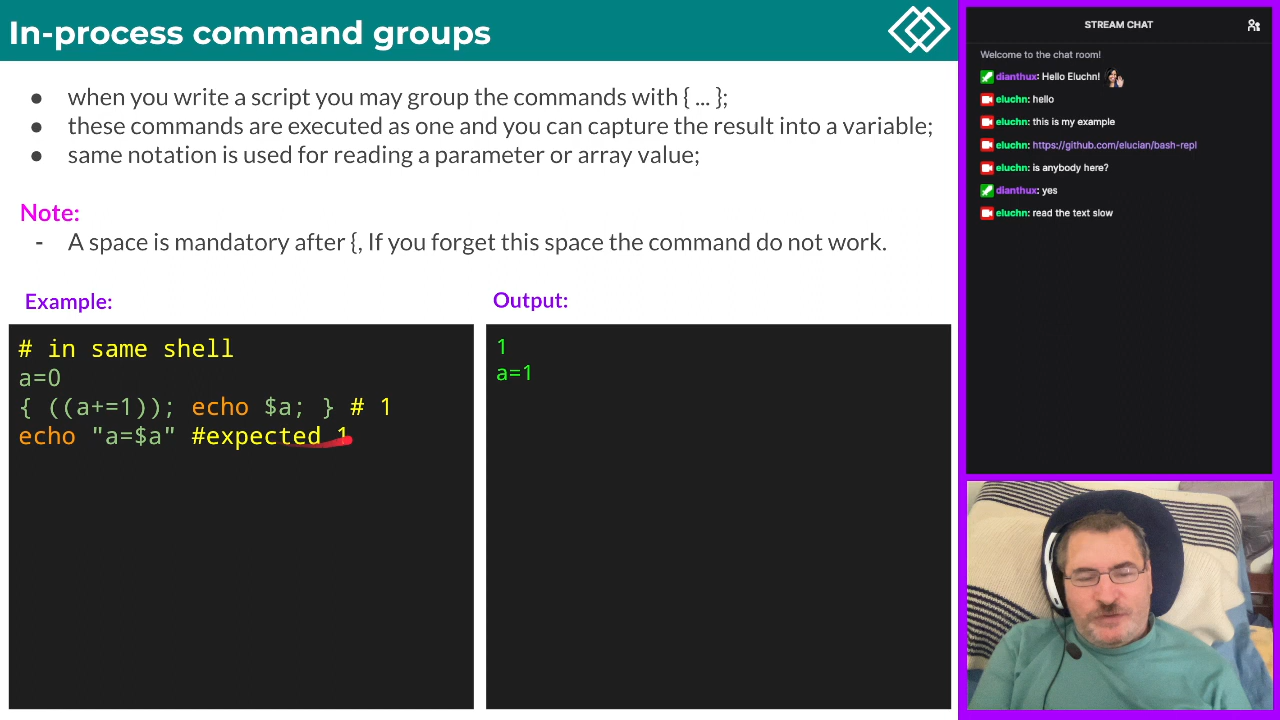 In-process command groups
● when you write a script you may group the commands with { ... };
● these commands are executed as one and you can capture the result into a variable;
● same notation is used for reading a parameter or array value;
Note:
- A space is mandatory after {, If you forget this space the command do not work.
Example:
# in same shell
a=0
{ ((a+=1)); echo $a; } # 1
echo "a=$a" #expected 1
Output:
1
a=1
STREAM CHAT
Welcome to the chat room!
dianthux: Hello Eluchn!
eluchn: hello
eluchn: this is my example
eluchn: https://github.com/elucian/bash-repl
eluchn: is anybody here?
dianthux: yes
eluchn: read the text slow